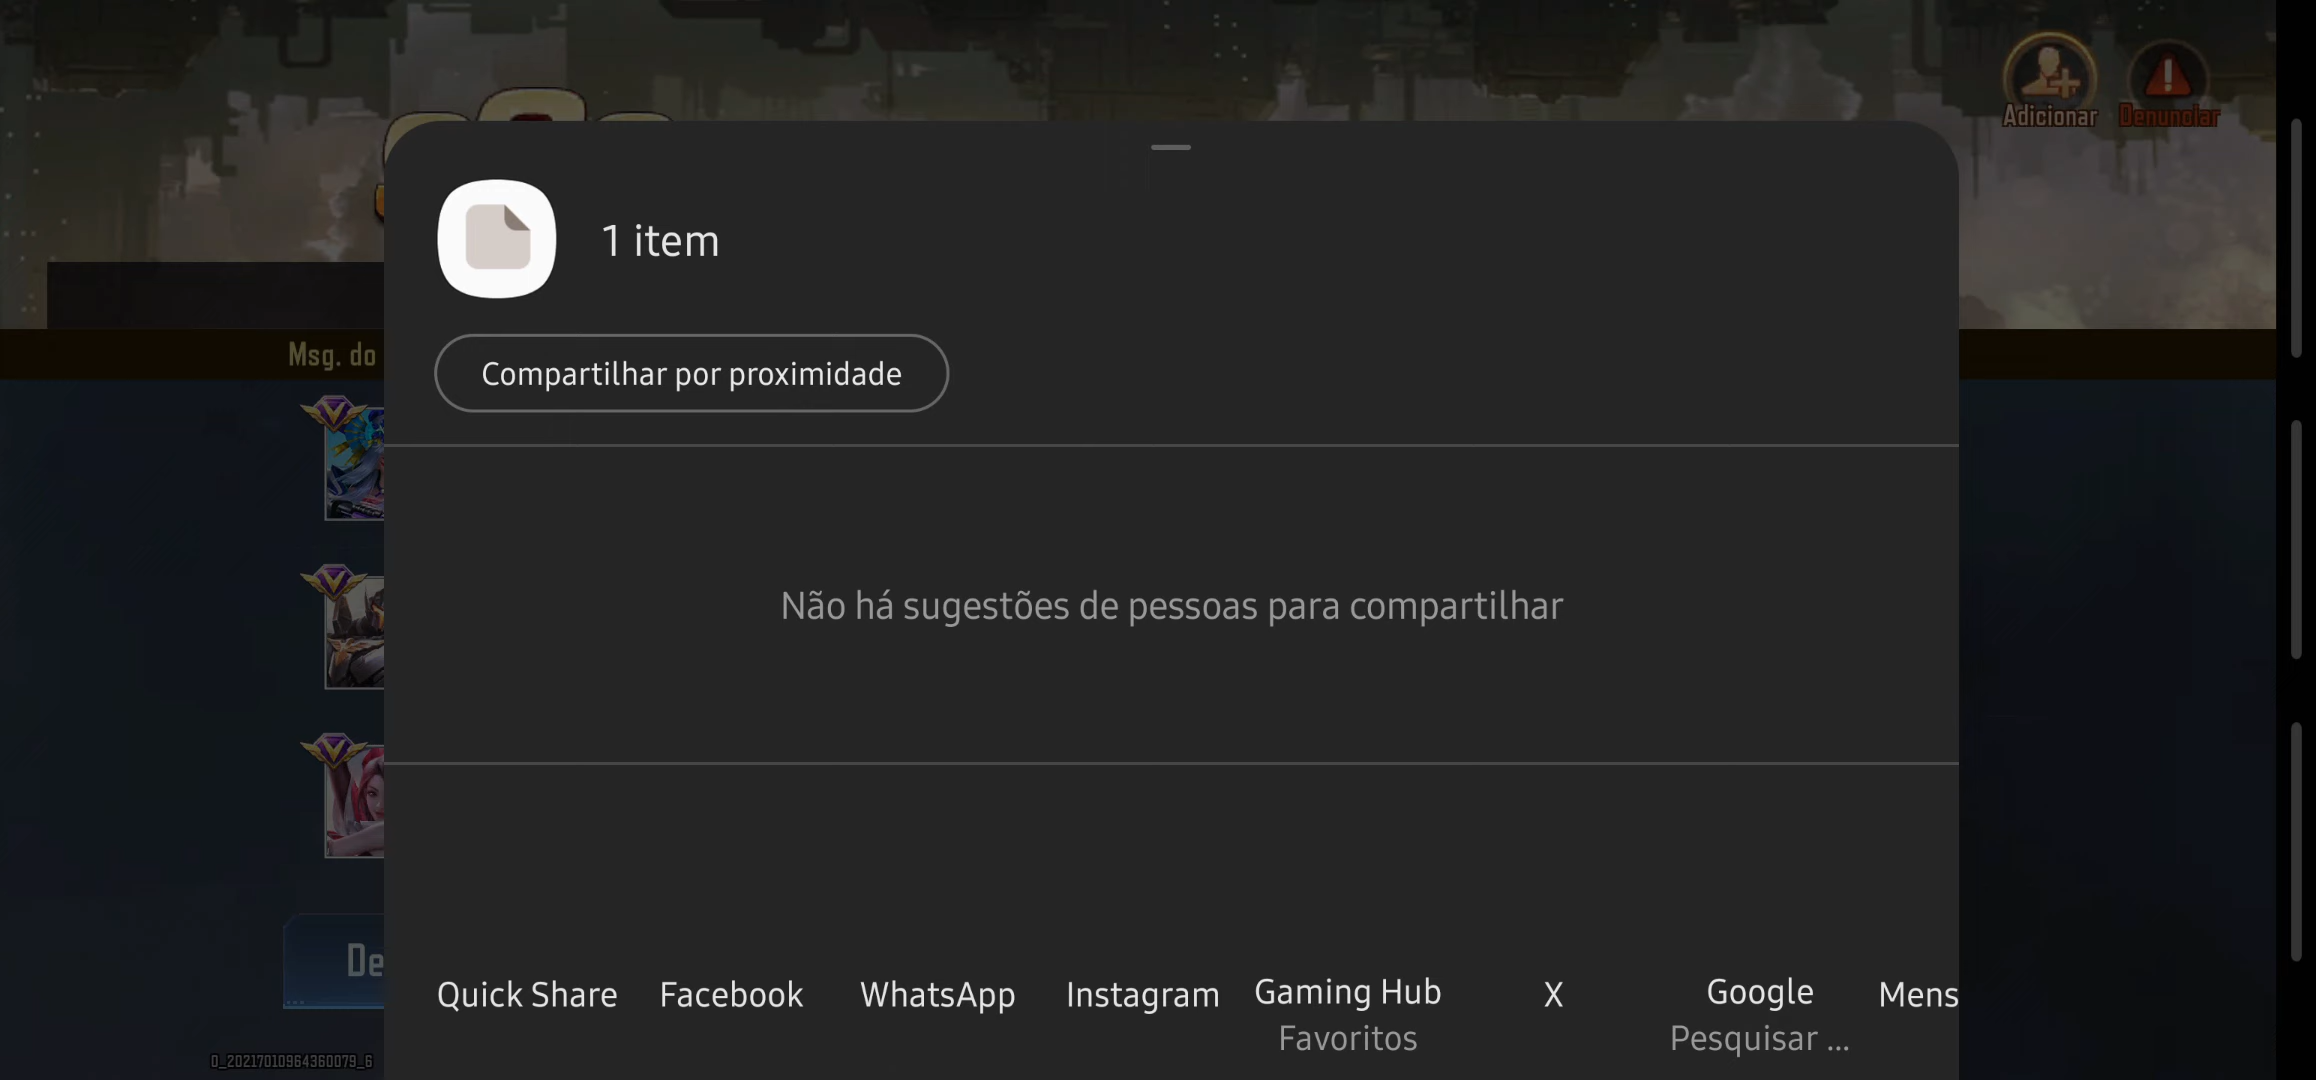 Adicionar
Denunciar
1 item
Compartilhar por proximidade
Msg. do
Não há sugestões de pessoas para compartilhar
De
Quick Share
Facebook
WhatsApp
Instagram
Gaming Hub
Favoritos
X
Google
Pesquisar ...
Mens
0_20217010964360079_6